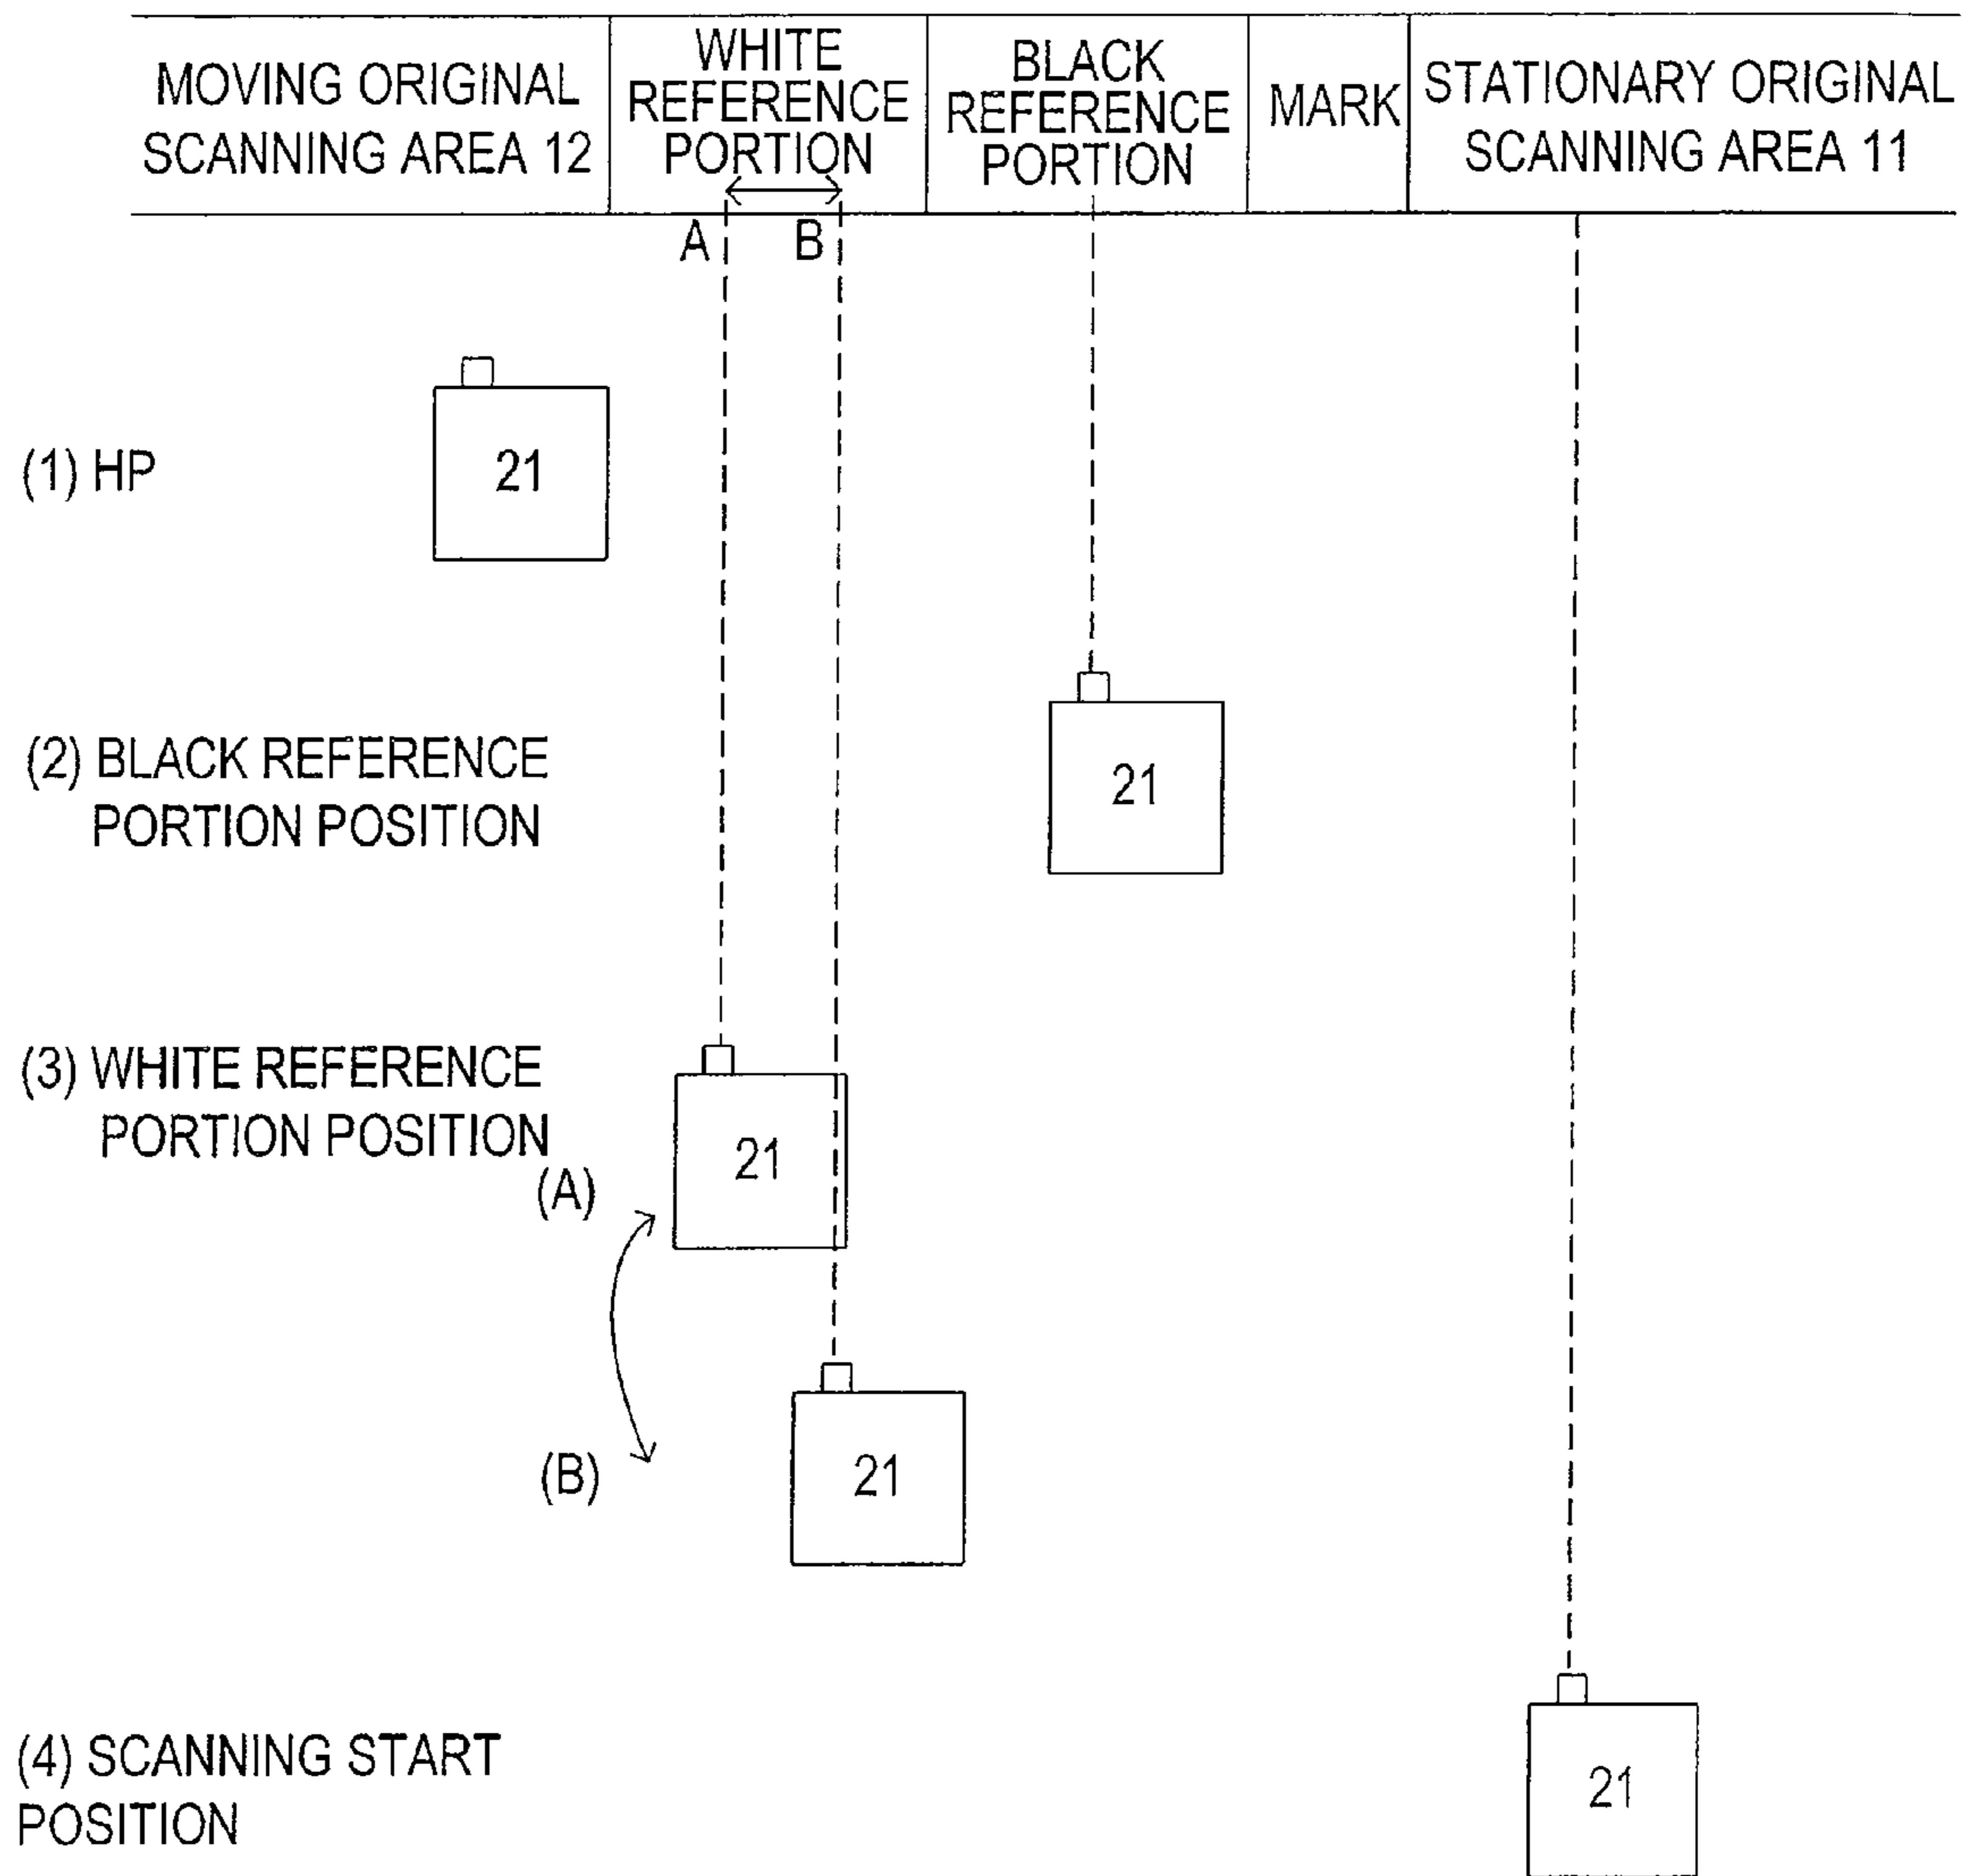 MOVING ORIGINAL
SCANNING AREA 12
WHITE
REFERENCE
PORTION
BLACK
REFERENCE
PORTION
MARK
STATIONARY ORIGINAL
SCANNING AREA 11
A
B
(1) HP
21
(2) BLACK REFERENCE
PORTION POSITION
21
(3) WHITE REFERENCE
PORTION POSITION
(A)
21
(B)
21
(4) SCANNING START
POSITION
21